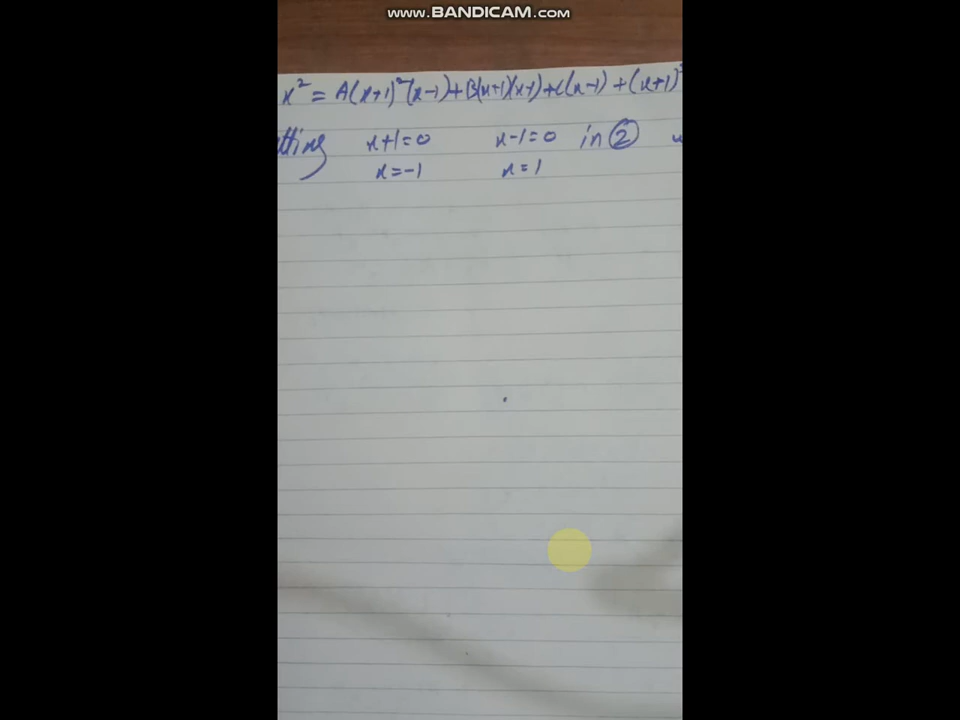 www.BANDICAM.com
x² = A(x+1)²(x-1)+B(x+1)(x-1)+C(x-1)+(x+1)
tting x+1=0 x-1=0 in ②
x=-1 x=1